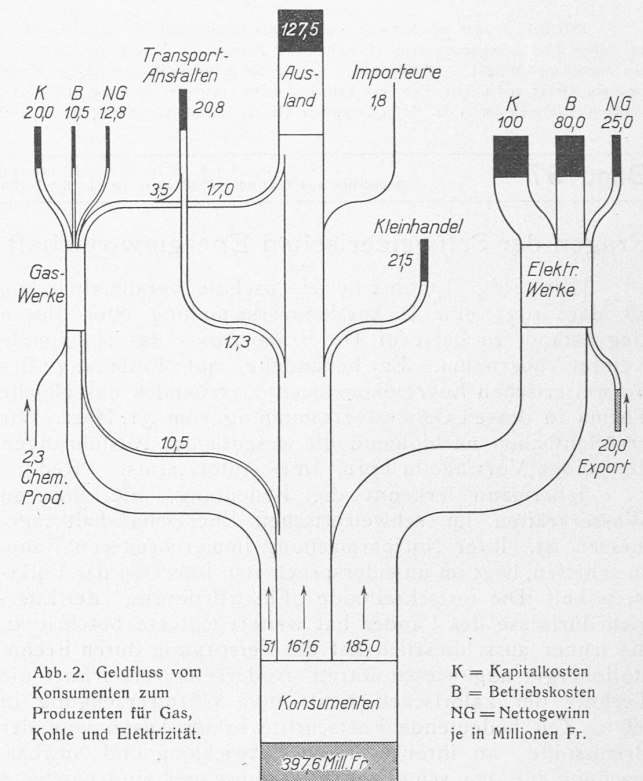 127,5
Transport-
Anstalten
20,8
Aus-
land
Importeure
1,8
K
20,0
B
10,5
NG
12,8
K
100
B
80,0
NG
25,0
3,5
17,0
Kleinhandel
21,5
Gas-
Werke
Elektr.
Werke
17,3
10,5
2,3
Chem.
Prod.
20,0
Export
51
161,6
185,0
Konsumenten
397,6 Mill. Fr.
Abb. 2. Geldfluss vom
Konsumenten zum
Produzenten für Gas,
Kohle und Elektrizität.
K = Kapitalkosten
B = Betriebskosten
NG = Nettogewinn
je in Millionen Fr.